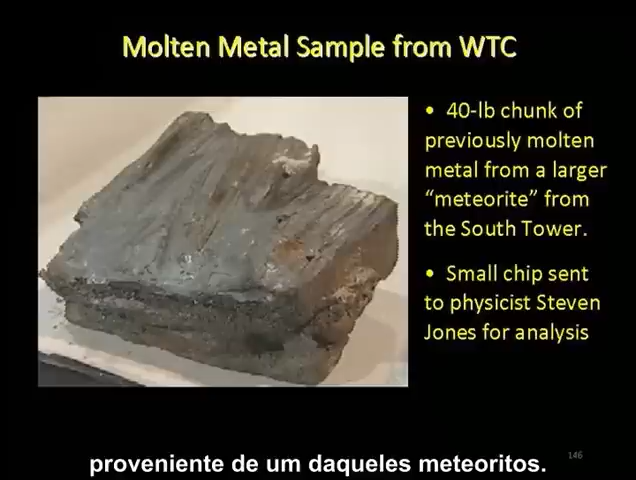 Molten Metal Sample from WTC
• 40-lb chunk of
previously molten
metal from a larger
“meteorite” from
the South Tower.
• Small chip sent
to physicist Steven
Jones for analysis
146
proveniente de um daqueles meteoritos.